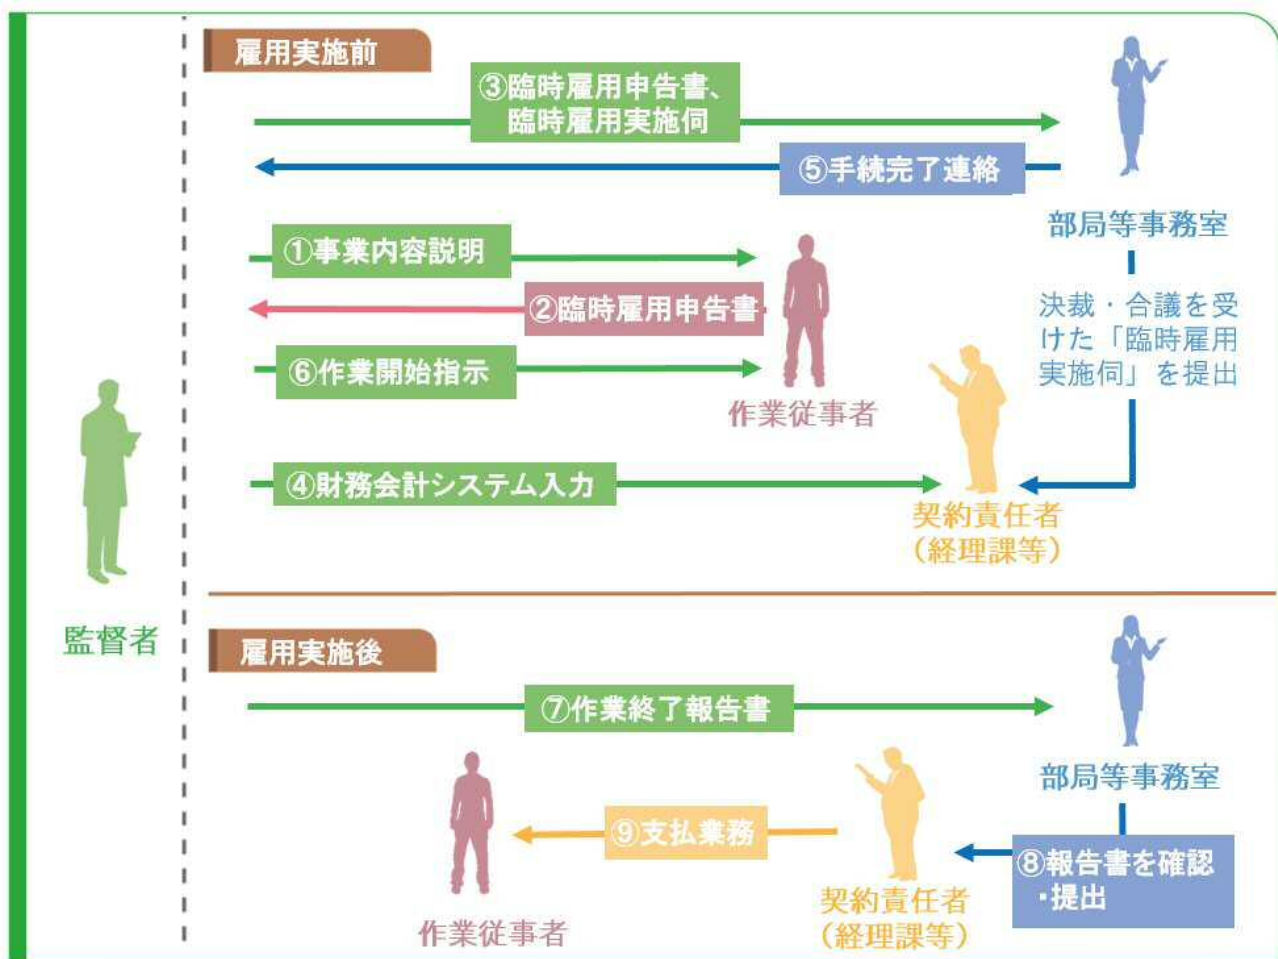 雇用実施前
③臨時雇用申告書、
臨時雇用実施伺
⑤手続完了連絡
部局等事務室
①事業内容説明
②臨時雇用申告書
決裁・合議を受
けた「臨時雇用
実施伺」を提出
⑥作業開始指示
作業従事者
④財務会計システム入力
契約責任者
（経理課等）
監督者
雇用実施後
⑦作業終了報告書
部局等事務室
⑨支払業務
⑧報告書を確認
・提出
契約責任者
（経理課等）
作業従事者